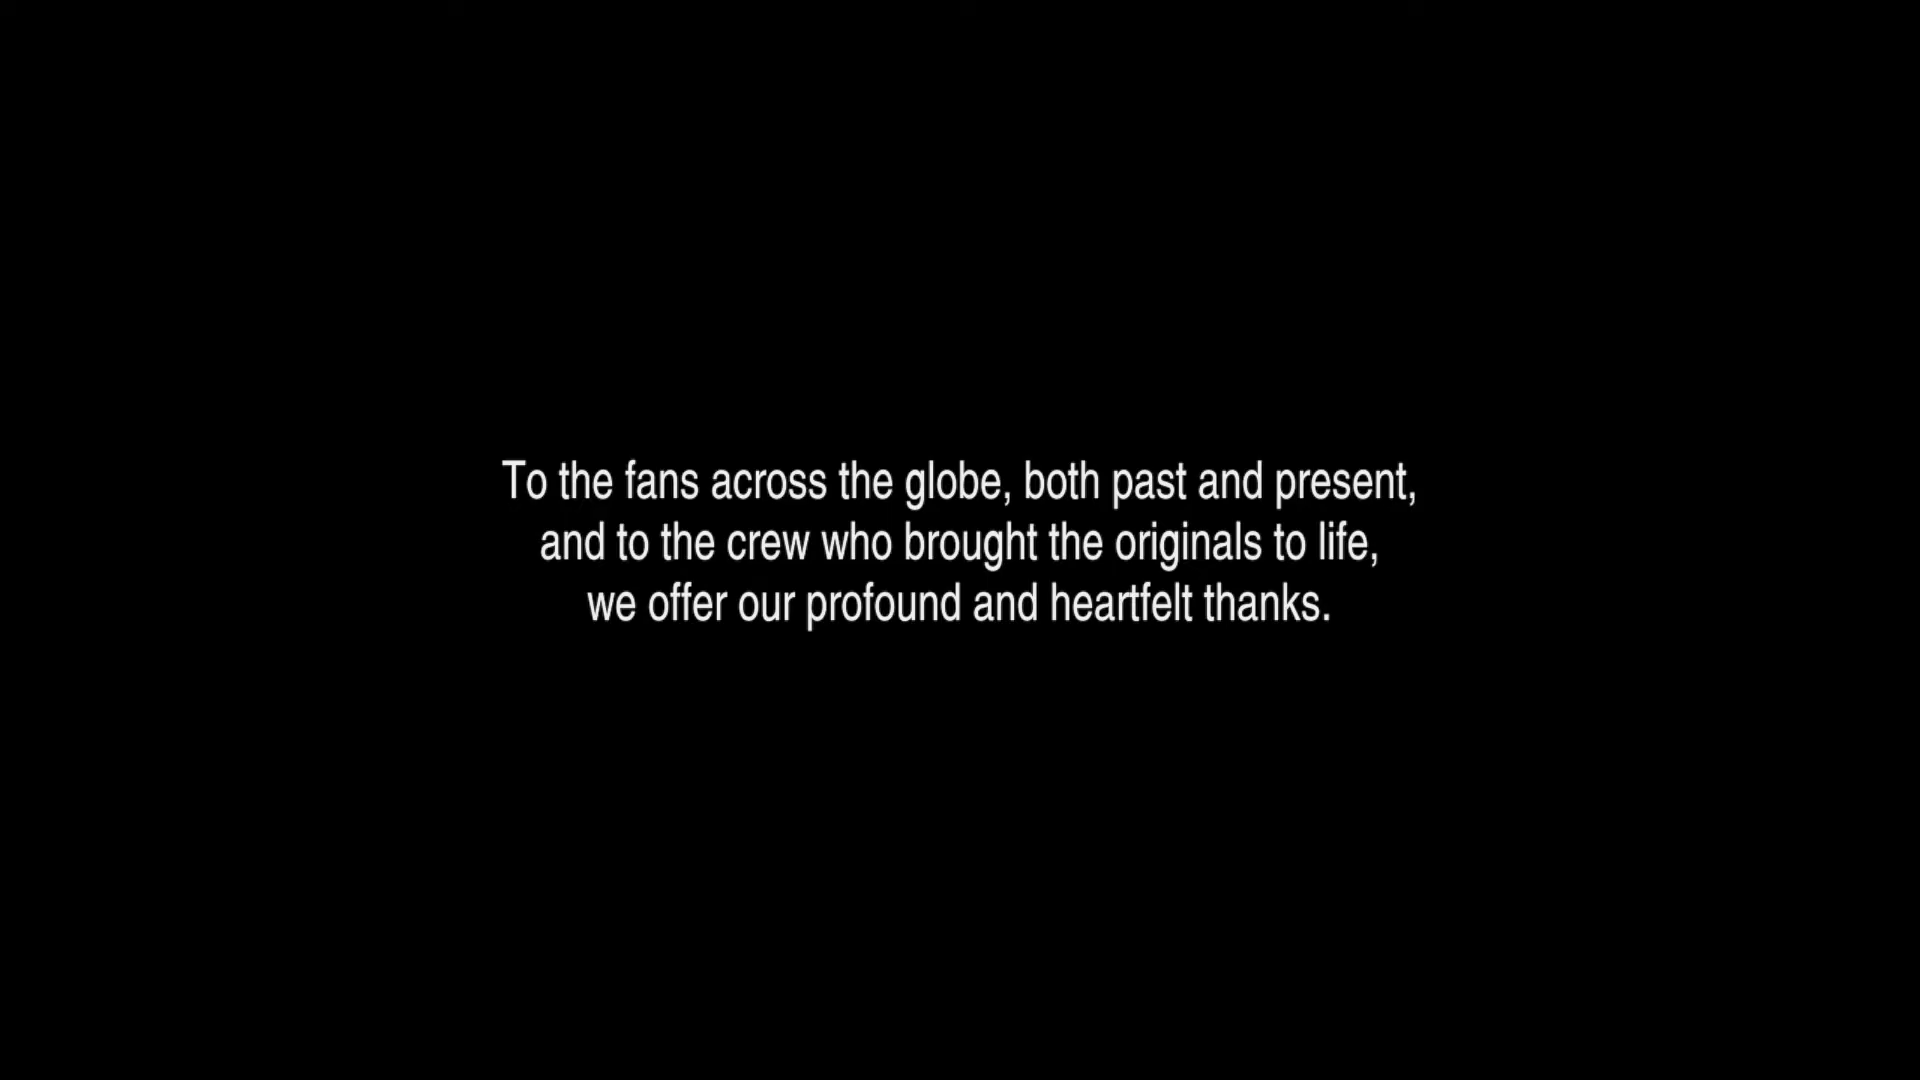 To the fans across the globe, both past and present,
and to the crew who brought the originals to life,
we offer our profound and heartfelt thanks.